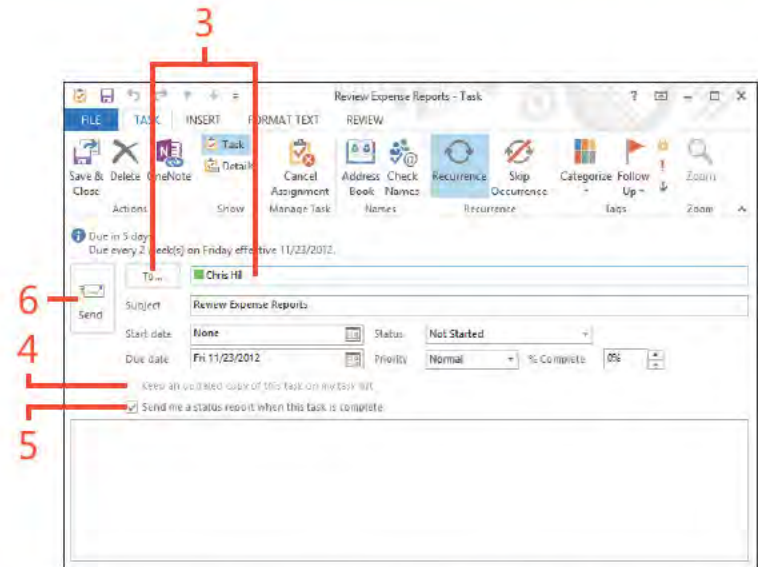 3
Review Expense Reports - Task
FILE TASK INSERT FORMAT TEXT REVIEW
Task
Details
Save & Close
Delete
OneNote
Cancel Assignment
Address Book
Check Names
Recurrence
Skip Occurrence
Categorize
Follow Up
Zoom
Actions Show Manage Task Names Recurrence Tags Zoom
Due in 5 days.
Due every 2 week(s) on Friday effective 11/23/2012.
To... Chris Hill
6
Send
Subject Review Expense Reports
Start date None Status Not Started
4
Due date Fri 11/23/2012 Priority Normal % Complete 0%
Keep an updated copy of this task on my task list
5
Send me a status report when this task is complete